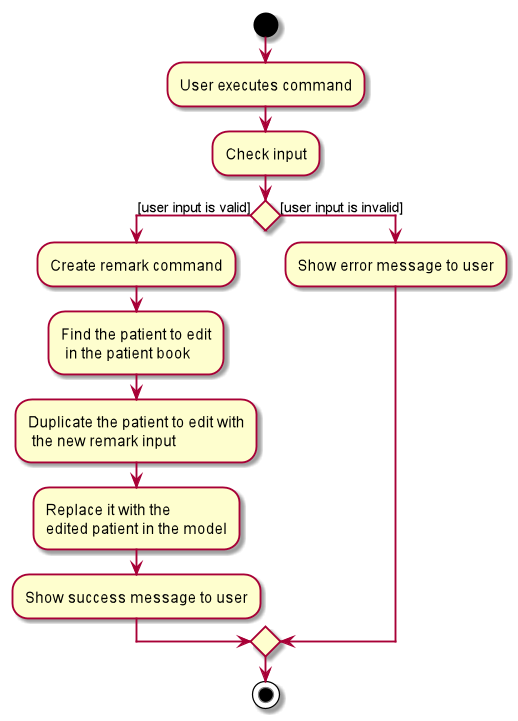 User executes command
Check input
[user input is valid]
[user input is invalid]
Create remark command
Show error message to user
Find the patient to edit
in the patient book
Duplicate the patient to edit with
the new remark input
Replace it with the
edited patient in the model
Show success message to user